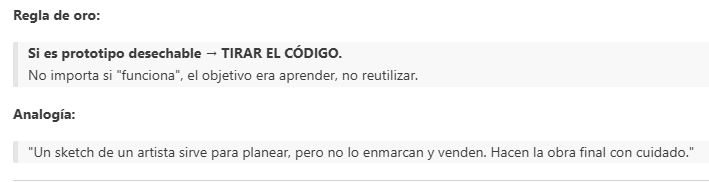 Regla de oro:
Si es prototipo desechable → TIRAR EL CÓDIGO.
No importa si "funciona", el objetivo era aprender, no reutilizar.
Analogía:
"Un sketch de un artista sirve para planear, pero no lo enmarcan y venden. Hacen la obra final con cuidado."